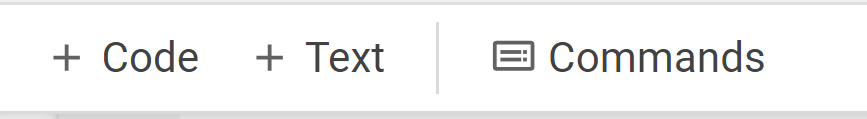 + Code + Text Commands